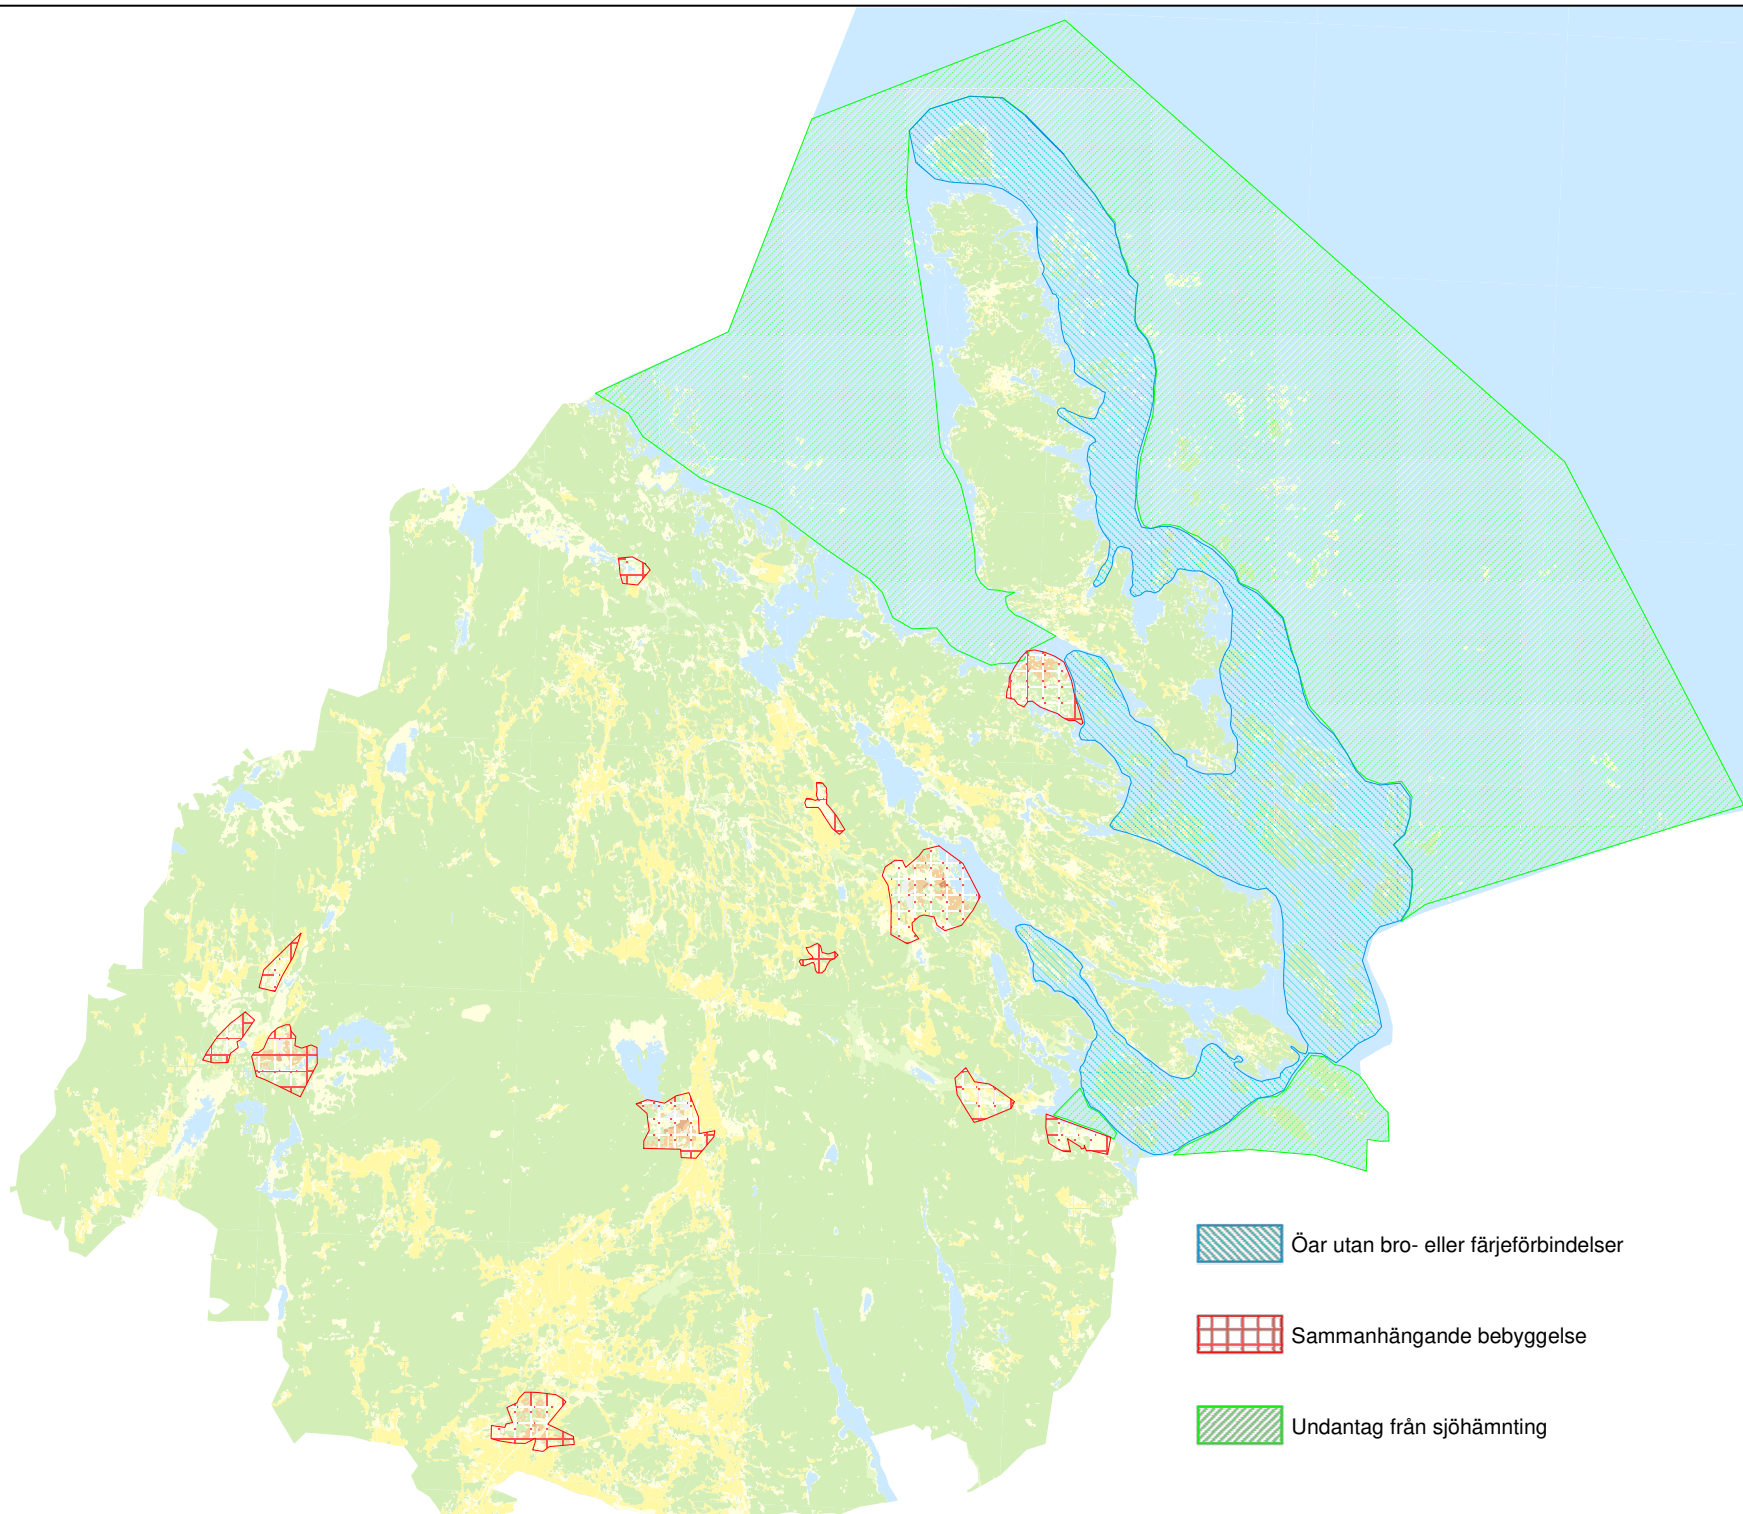 Öar utan bro- eller färjeförbindelser
Sammanhängande bebyggelse
Undantag från sjöhämnting